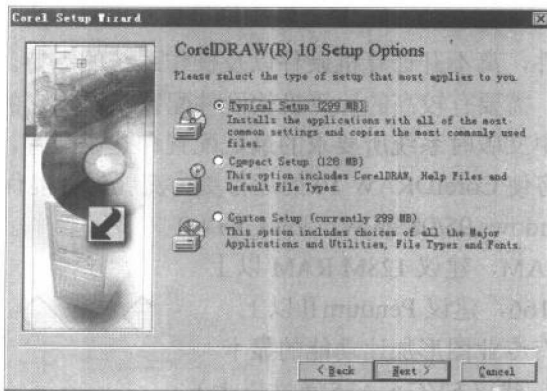 Corel Setup Wizard
CorelDRAW(R) 10 Setup Options
Please select the type of setup that most applies to you.
Typical Setup (299 MB)
Installs the applications with all of the most
common settings and copies the most commonly used
files.
Compact Setup (128 MB)
This option includes CorelDRAW, Help Files and
Default File Types.
Custom Setup (currently 299 MB)
This option includes choices of all the Major
Applications and Utilities, File Types and Fonts.
< Back
Next >
Cancel